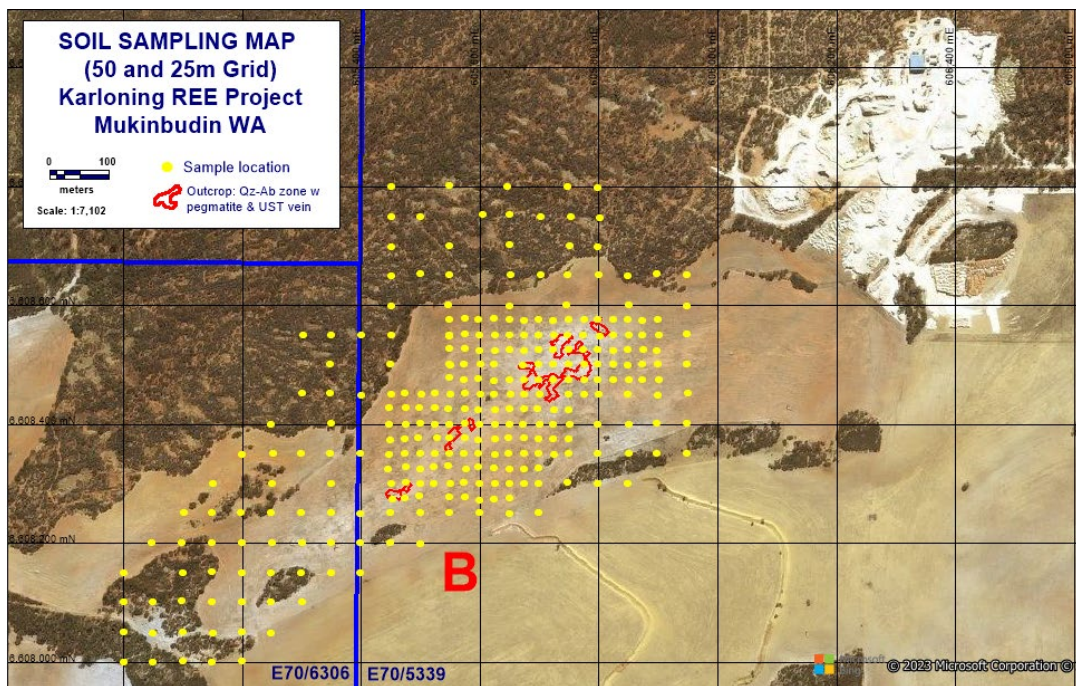 SOIL SAMPLING MAP
(50 and 25m Grid)
Karloning REE Project
Mukinbudin WA
0 100
meters
Scale: 1:7,102
Sample location
Outcrop: Qz-Ab zone w
pegmatite & UST vein
606,400 mE
6,608,600 mN
6,608,400 mN
6,608,200 mN
6,608,000 mN
B
E70/6306
E70/5339
Microsoft
© 2023 Microsoft Corporation ©